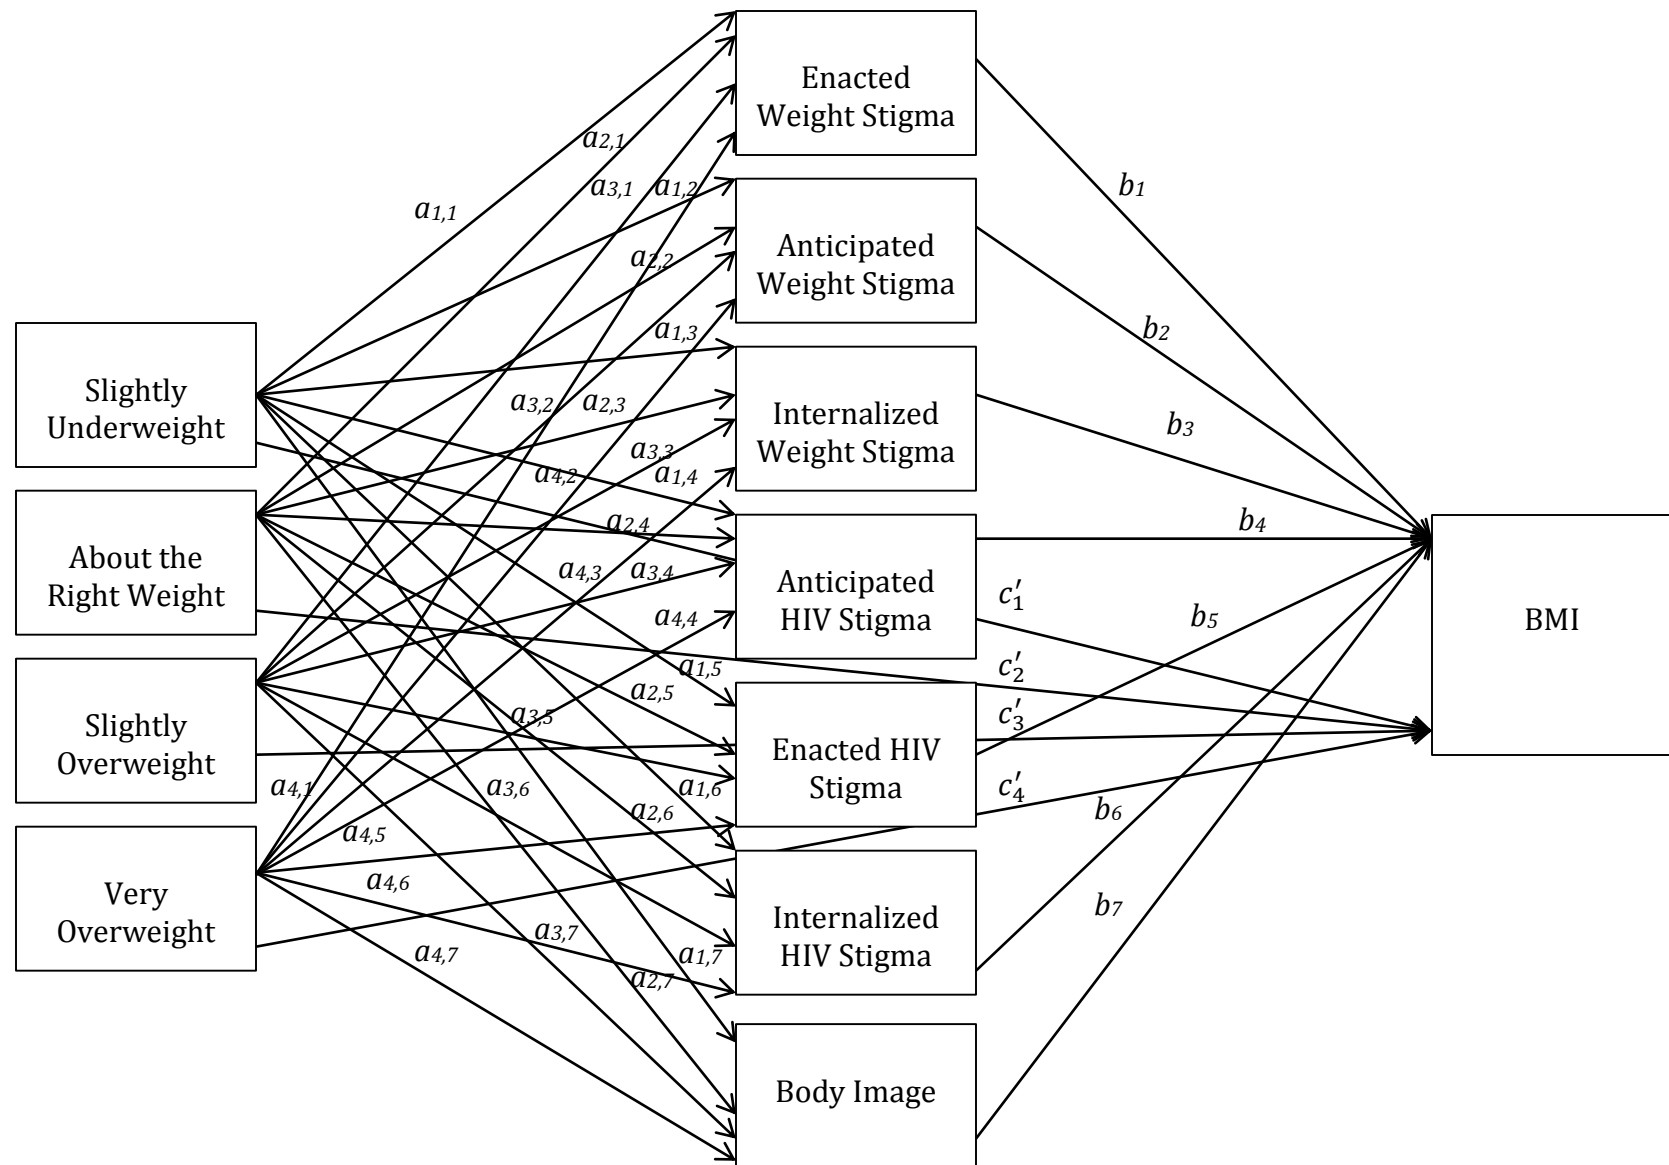 Enacted
Weight Stigma
a2,1
a3,1
a1,2
b1
a1,1
Anticipated
Weight Stigma
a2,2
b2
a1,3
Slightly
Underweight
a3,2
a2,3
Internalized
Weight Stigma
b3
a3,3
a4,2
a1,4
a2,4
b4
About the
Right Weight
a4,3
a3,4
Anticipated
HIV Stigma
c′1
a4,4
b5
BMI
a1,5
c′2
a2,5
a3,5
c′3
Slightly
Overweight
Enacted HIV
Stigma
a4,1
a3,6
a1,6
c′4
a2,6
b6
a4,5
a4,6
Very
Overweight
b7
Internalized
HIV Stigma
a3,7
a4,7
a1,7
a2,7
Body Image